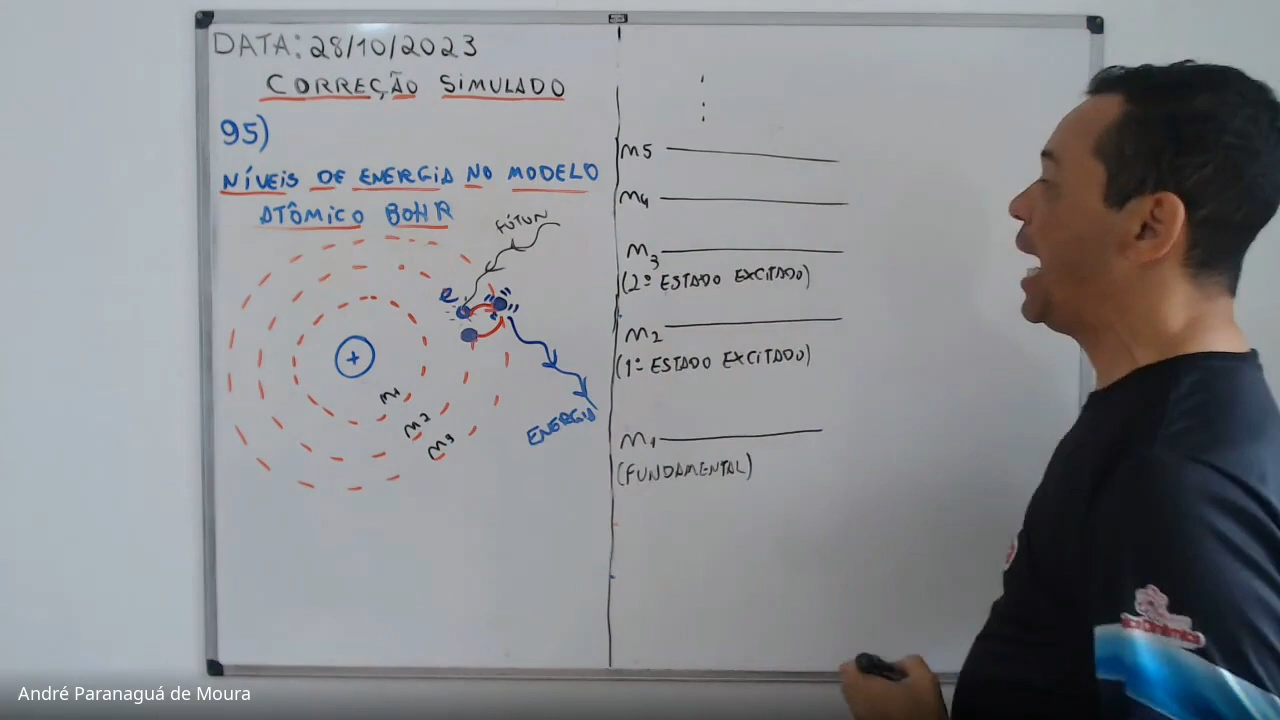 DATA: 28/10/2023
CORREÇÃO SIMULADO
95)
NÍVEIS DE ENERGIA NO MODELO
ATÔMICO BOHR
FÓTON
e
+
n1
n2
n3
ENERGIA
n5
n4
n3
(2º ESTADO EXCITADO)
n2
(1º ESTADO EXCITADO)
n1
(FUNDAMENTAL)
André Paranaguá de Moura